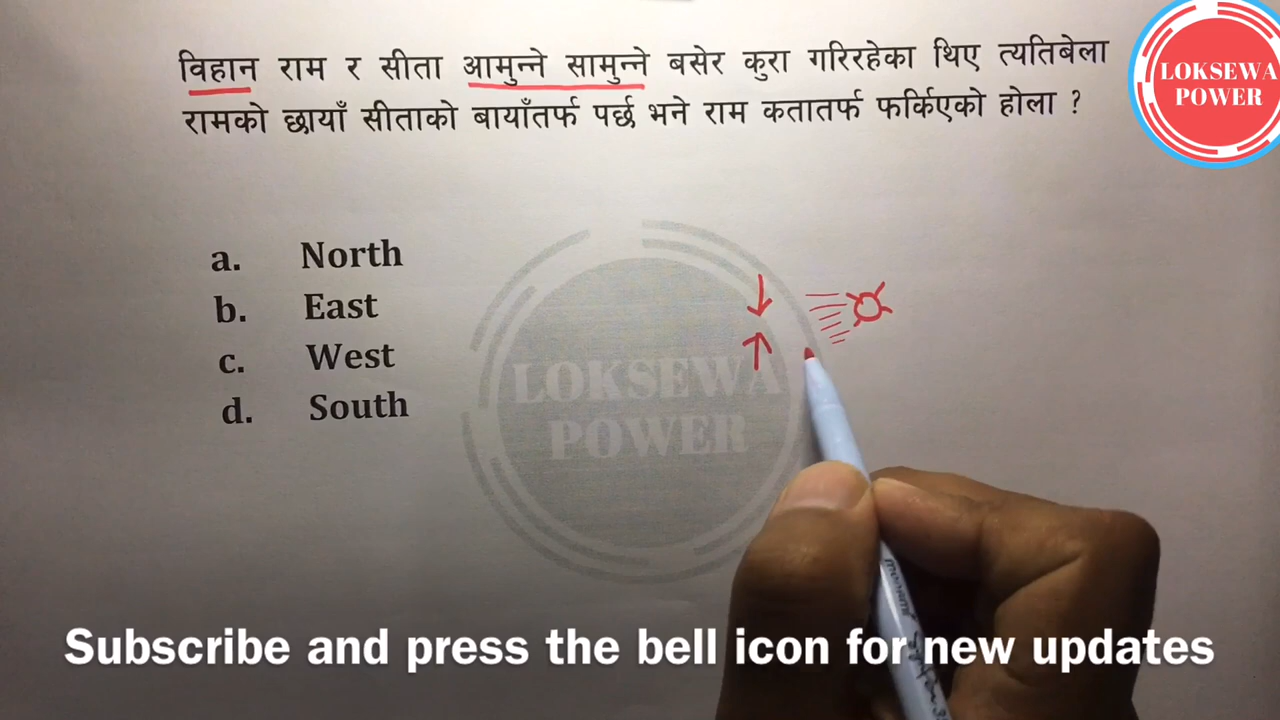 विहान राम र सीता आमुन्ने सामुन्ने बसेर कुरा गरिरहेका थिए त्यतिबेला
रामको छायाँ सीताको बायाँतर्फ पर्छ भने राम कतातर्फ फर्किएको होला ?
LOKSEWA
POWER
a. North
b. East
c. West
d. South
LOKSEWA
POWER
Subscribe and press the bell icon for new updates